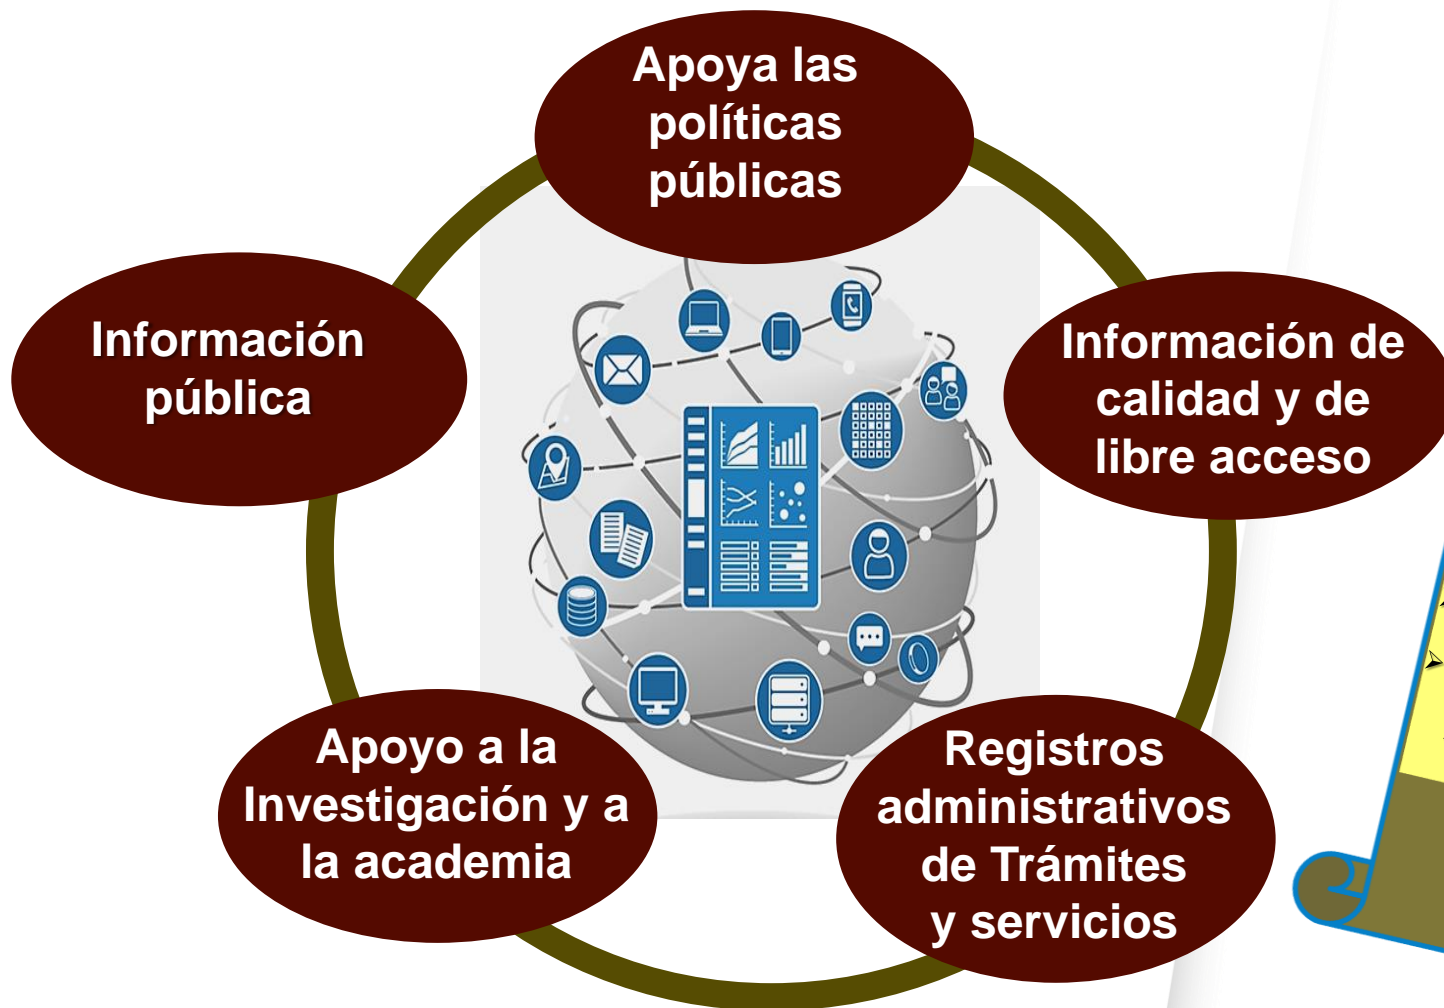 Apoya las
políticas
públicas
Información
pública
Información de
calidad y de
libre acceso
Apoyo a la
Investigación y a
la academia
Registros
administrativos
de Trámites
y servicios